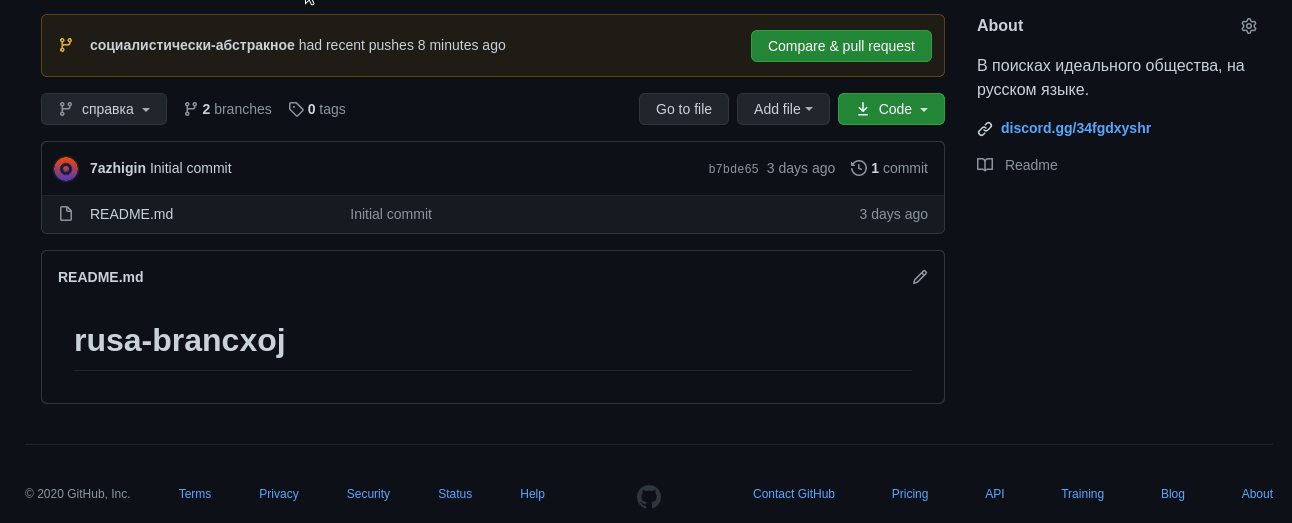 социалистически-абстракное had recent pushes 8 minutes ago
Compare & pull request
справка
2 branches
0 tags
Go to file
Add file
Code
7azhigin Initial commit
b7bde65 3 days ago
1 commit
README.md
Initial commit
3 days ago
README.md
rusa-brancxoj
About
В поисках идеального общества, на
русском языке.
discord.gg/34fgdxyshr
Readme
© 2020 GitHub, Inc.
Terms
Privacy
Security
Status
Help
Contact GitHub
Pricing
API
Training
Blog
About